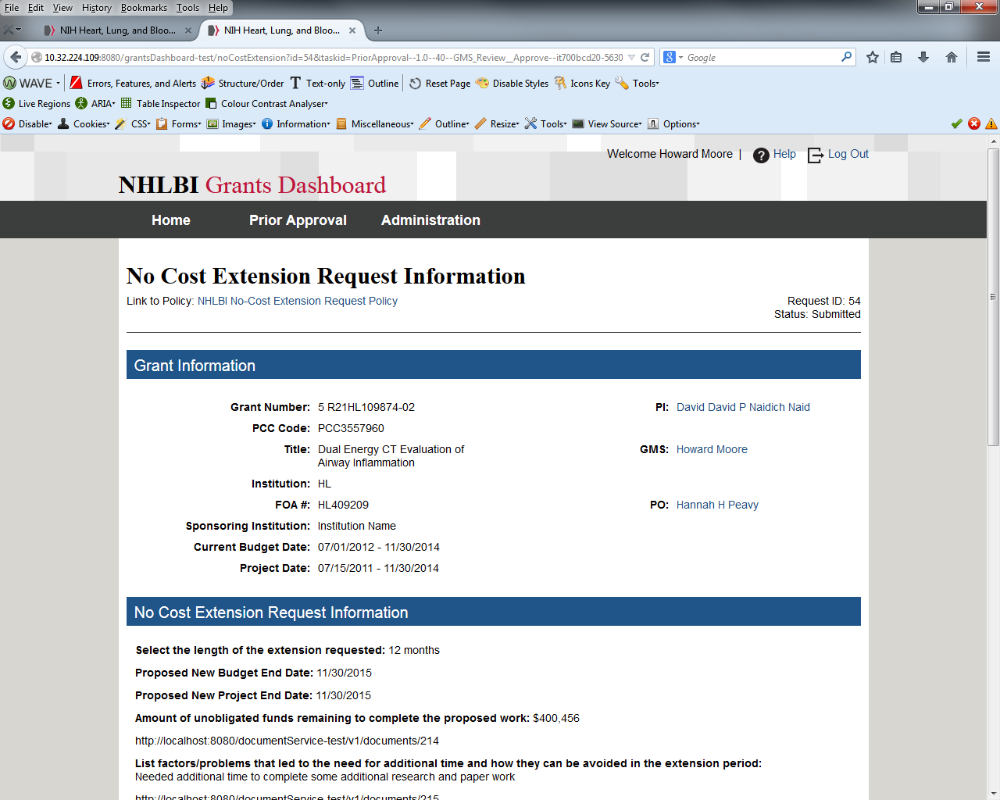 File Edit View History Bookmarks Tools Help
NIH Heart, Lung, and Bloo... NIH Heart, Lung, and Bloo...
10.32.224.109:8080/grantsDashboard-test/noCostExtension?id=54&taskid=PriorApproval--1.0--40--GMS_Review__Approve--it700bcd20-5630 Google
WAVE Errors, Features, and Alerts Structure/Order Text-only Outline Reset Page Disable Styles Icons Key Tools
Live Regions ARIA Table Inspector Colour Contrast Analyser
Disable Cookies CSS Forms Images Information Miscellaneous Outline Resize Tools View Source Options
Welcome Howard Moore | Help Log Out
NHLBI Grants Dashboard
Home Prior Approval Administration
No Cost Extension Request Information
Link to Policy: NHLBI No-Cost Extension Request Policy Request ID: 54
Status: Submitted
Grant Information
Grant Number: 5 R21HL109874-02 PI: David David P Naidich Naid
PCC Code: PCC3557960
Title: Dual Energy CT Evaluation of GMS: Howard Moore
Airway Inflammation
Institution: HL
FOA #: HL409209 PO: Hannah H Peavy
Sponsoring Institution: Institution Name
Current Budget Date: 07/01/2012 - 11/30/2014
Project Date: 07/15/2011 - 11/30/2014
No Cost Extension Request Information
Select the length of the extension requested: 12 months
Proposed New Budget End Date: 11/30/2015
Proposed New Project End Date: 11/30/2015
Amount of unobligated funds remaining to complete the proposed work: $400,456
http://localhost:8080/documentService-test/v1/documents/214
List factors/problems that led to the need for additional time and how they can be avoided in the extension period:
Needed additional time to complete some additional research and paper work
http://localhost:8080/documentService-test/v1/documents/215